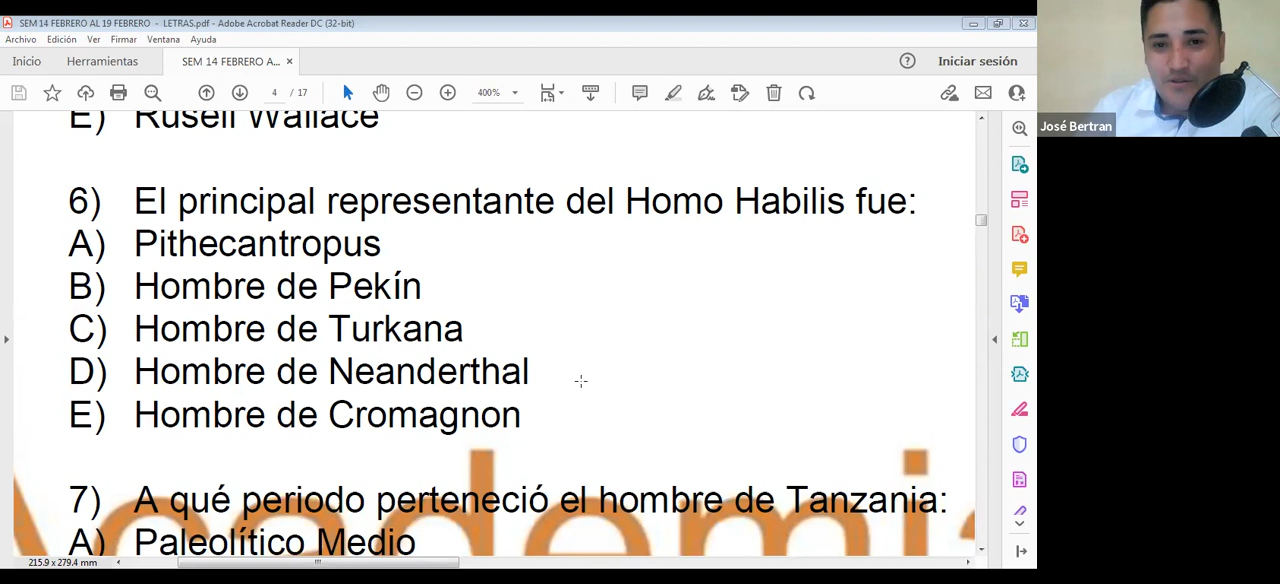 SEM 14 FEBRERO AL 19 FEBRERO - LETRAS.pdf - Adobe Acrobat Reader DC (32-bit)
Archivo Edición Ver Firmar Ventana Ayuda
Inicio Herramientas SEM 14 FEBRERO A... × Iniciar sesión
4 / 17 400%
José Bertran
E) Rusell Wallace
6) El principal representante del Homo Habilis fue:
A) Pithecantropus
B) Hombre de Pekín
C) Hombre de Turkana
D) Hombre de Neanderthal
E) Hombre de Cromagnon
7) A qué periodo perteneció el hombre de Tanzania:
A) Paleolítico Medio
Academia
215.9 x 279.4 mm